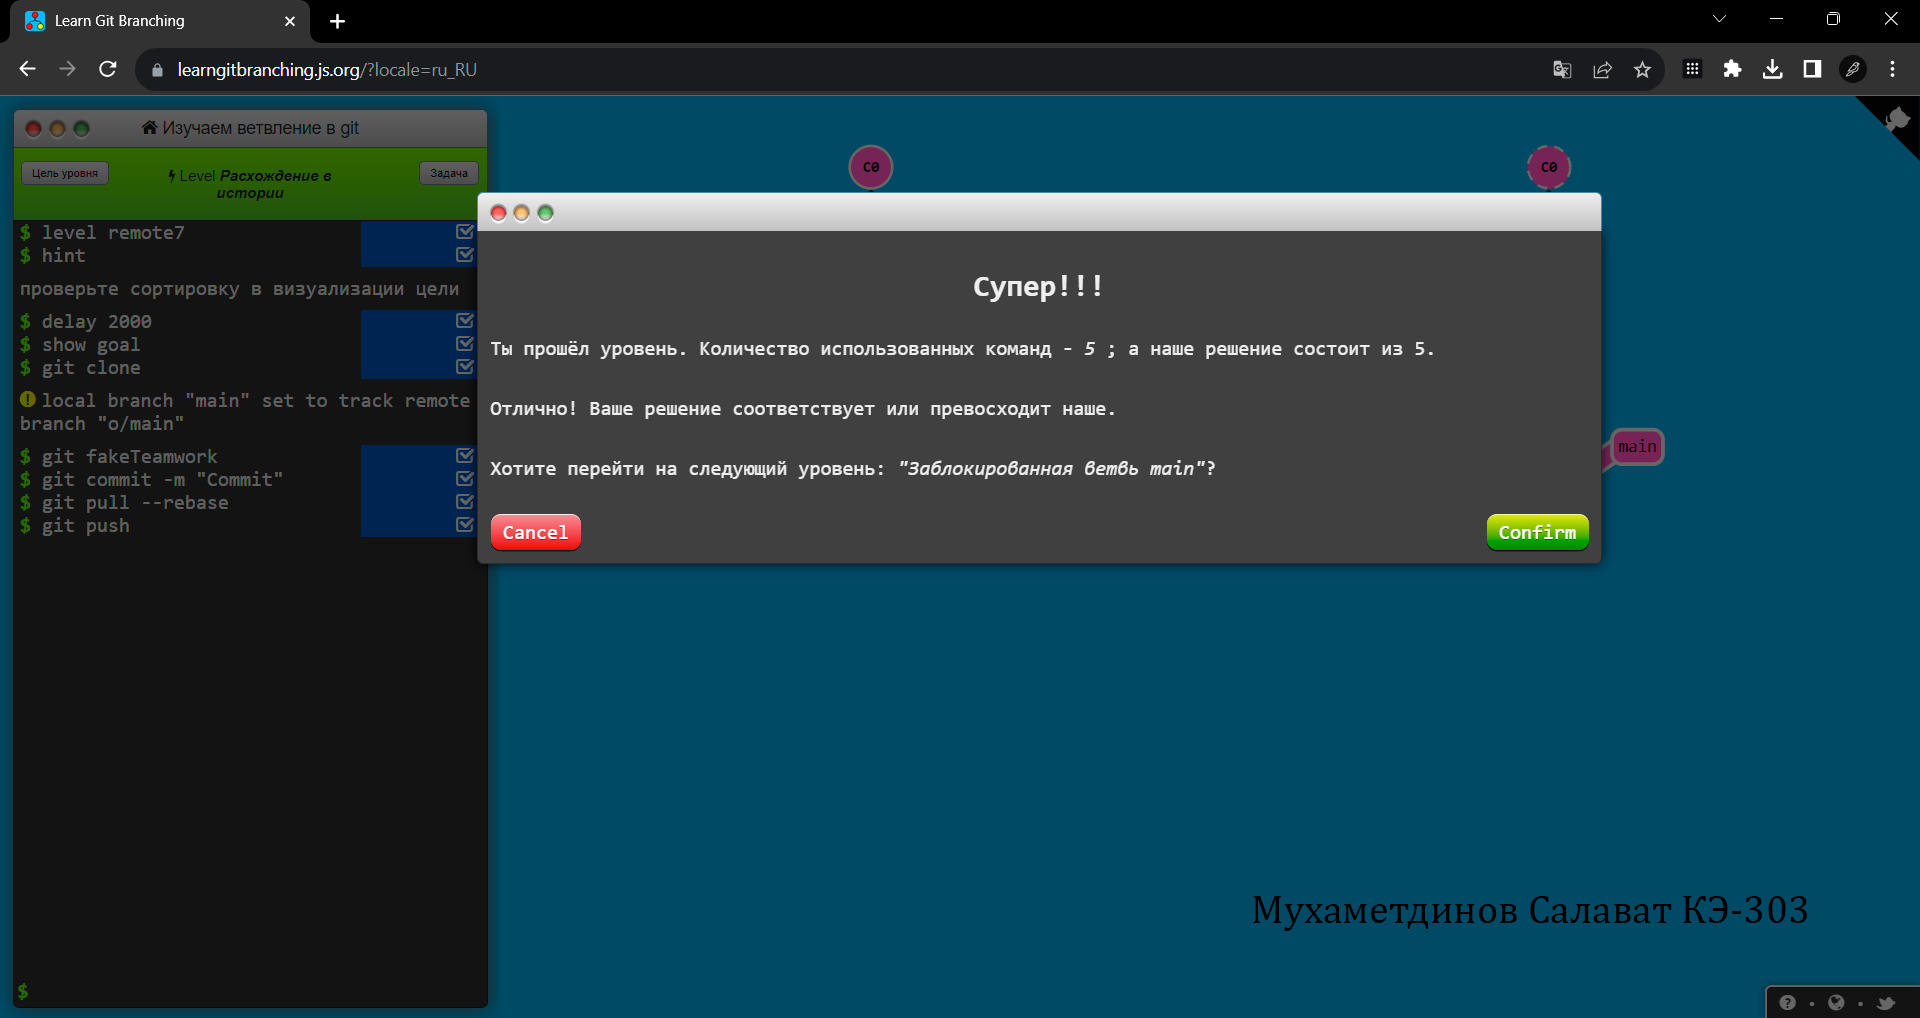 Learn Git Branching
learngitbranching.js.org/?locale=ru_RU
Изучаем ветвление в git
Цель уровня
Level Расхождение в
истории
Задача
$ level remote7
$ hint
проверьте сортировку в визуализации цели
$ delay 2000
$ show goal
$ git clone
local branch "main" set to track remote
branch "o/main"
$ git fakeTeamwork
$ git commit -m "Commit"
$ git pull --rebase
$ git push
$
C0
C0
Супер!!!
Ты прошёл уровень. Количество использованных команд - 5 ; а наше решение состоит из 5.
Отлично! Ваше решение соответствует или превосходит наше.
Хотите перейти на следующий уровень: "Заблокированная ветвь main"?
Cancel
Confirm
main
Мухаметдинов Салават КЭ-303